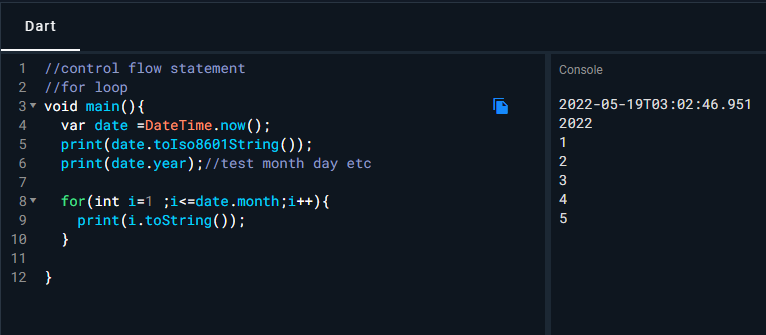 Dart
1 //control flow statement
2 //for loop
3 void main(){
4   var date =DateTime.now();
5   print(date.toIso8601String());
6   print(date.year);//test month day etc
7
8   for(int i=1 ;i<=date.month;i++){
9     print(i.toString());
10   }
11
12 }
Console
2022-05-19T03:02:46.951
2022
1
2
3
4
5